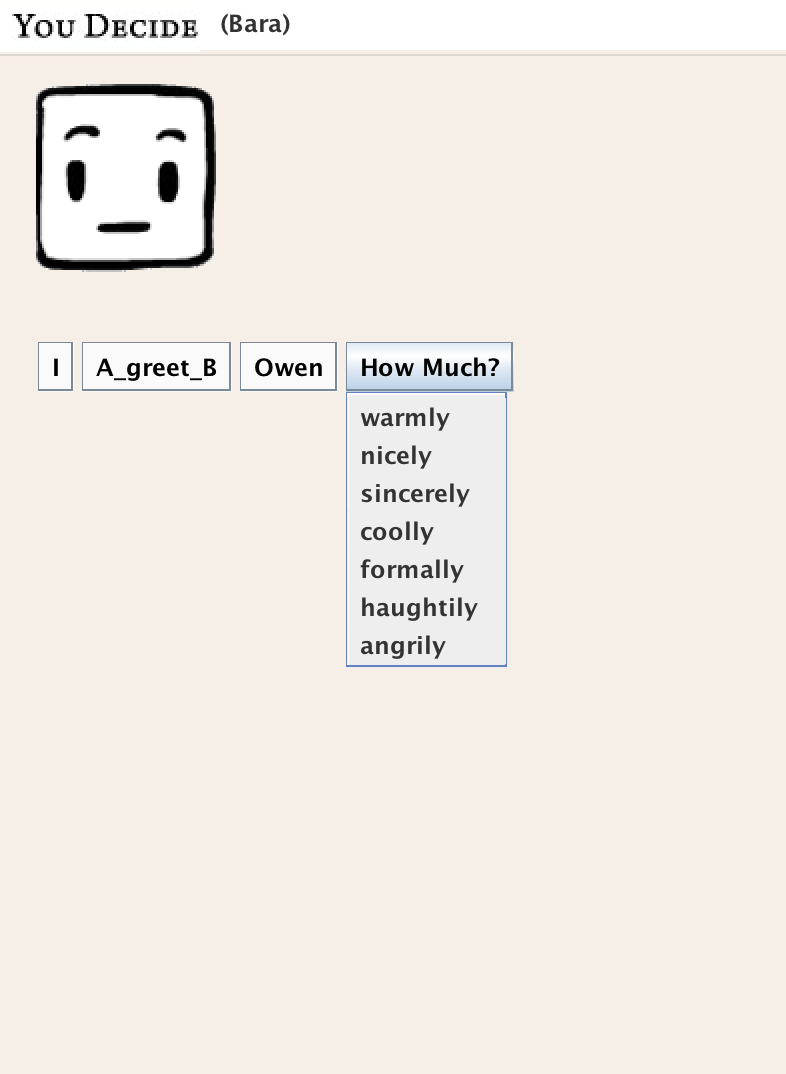 You Decide (Bara)
I A_greet_B Owen How Much?
warmly
nicely
sincerely
coolly
formally
haughtily
angrily